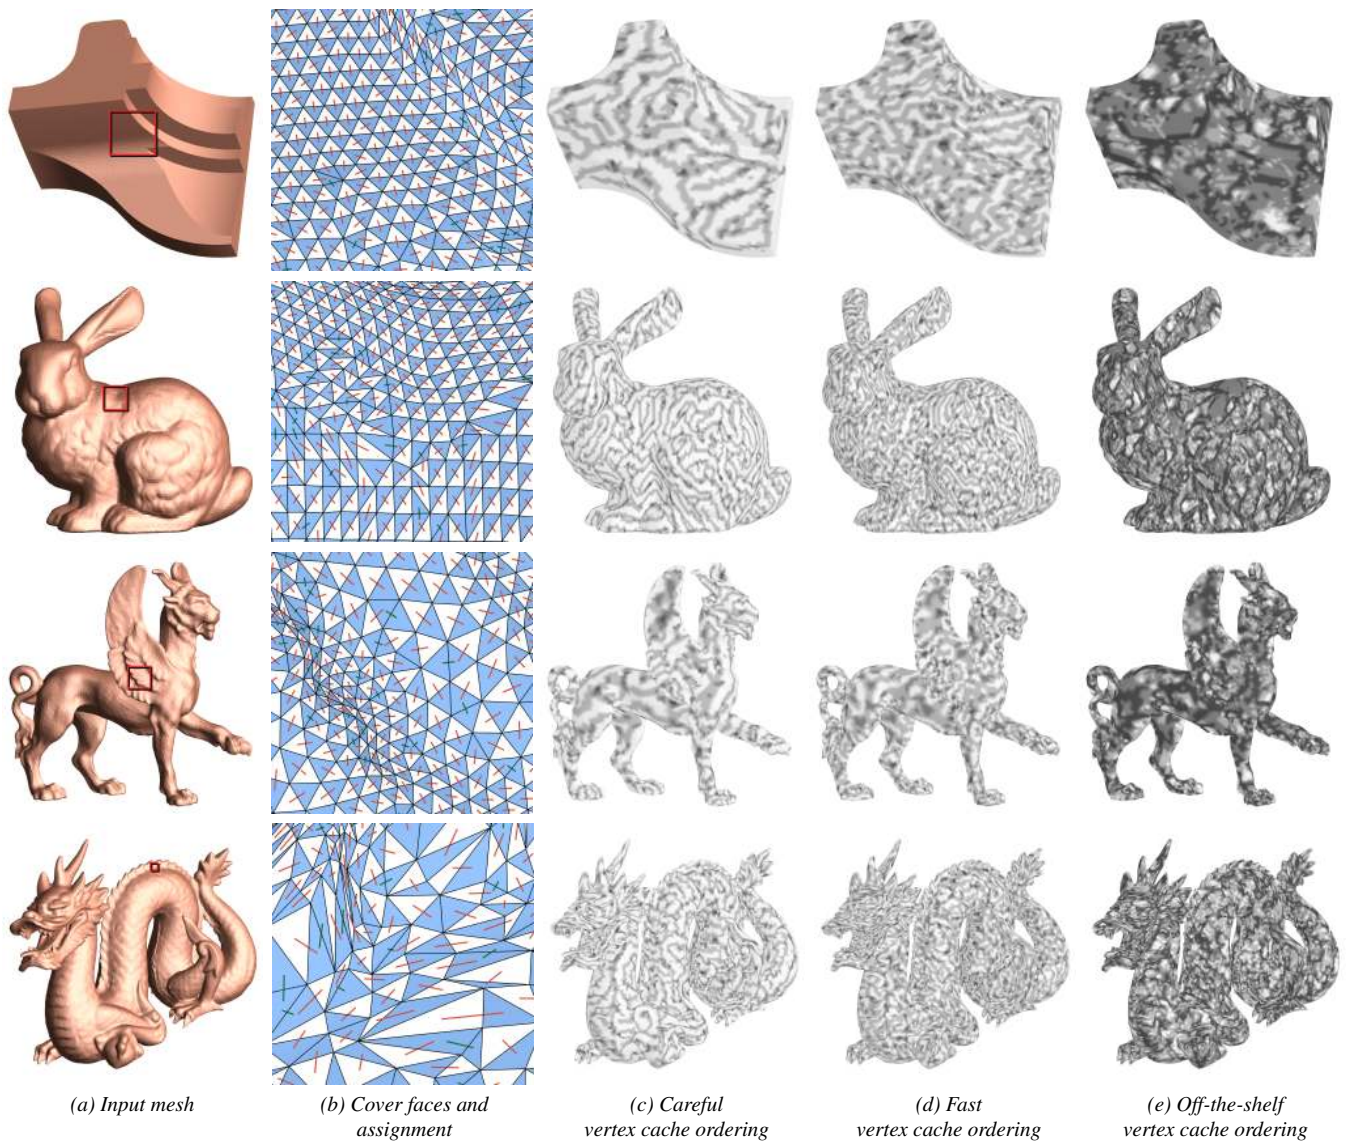 (a) Input mesh
(b) Cover faces and
assignment
(c) Careful
vertex cache ordering
(d) Fast
vertex cache ordering
(e) Off-the-shelf
vertex cache ordering